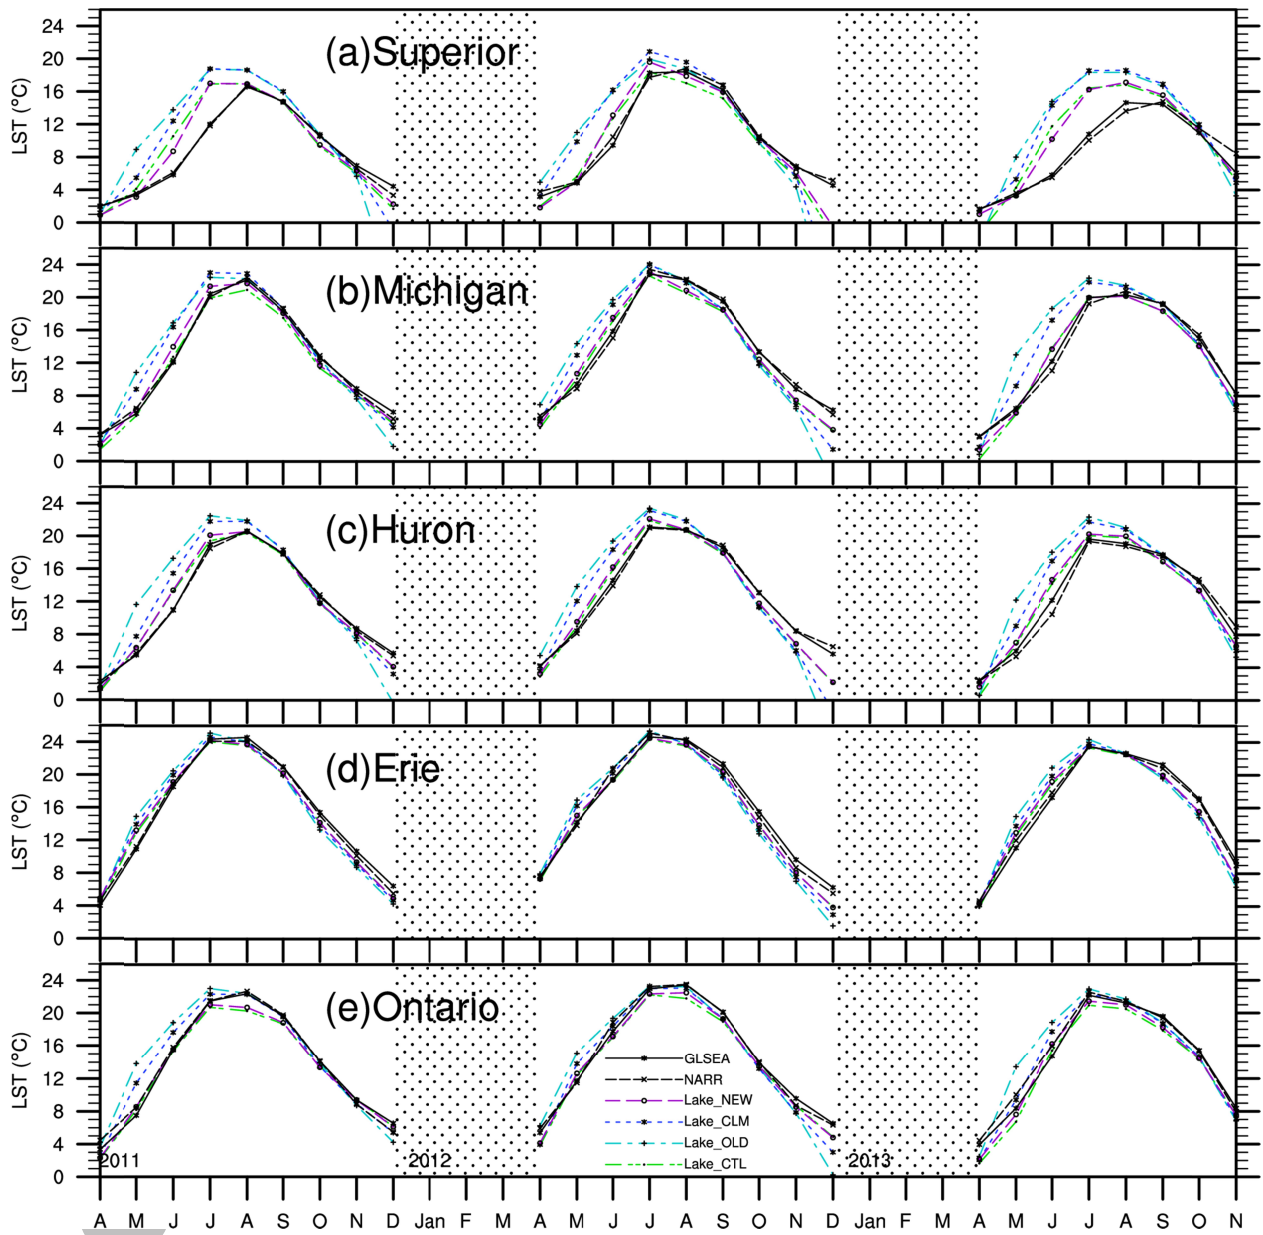 (a)Superior
24
20
16
12
8
4
0
LST (°C)
(b)Michigan
24
20
16
12
8
4
0
LST (°C)
(c)Huron
24
20
16
12
8
4
0
LST (°C)
(d)Erie
24
20
16
12
8
4
0
LST (°C)
(e)Ontario
24
20
16
12
8
4
0
LST (°C)
GLSEA
NARR
Lake_NEW
Lake_CLM
Lake_OLD
Lake_CTL
2011 2012 2013
A M J J A S O N D Jan F M A M J J A S O N D Jan F M A M J J A S O N